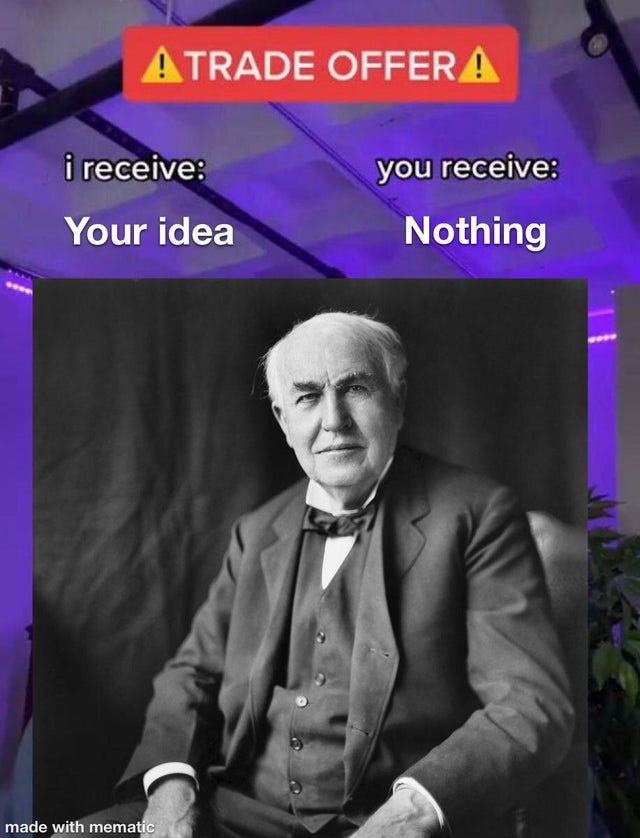 ⚠TRADE OFFER⚠
i receive:
you receive:
Your idea
Nothing
made with mematic